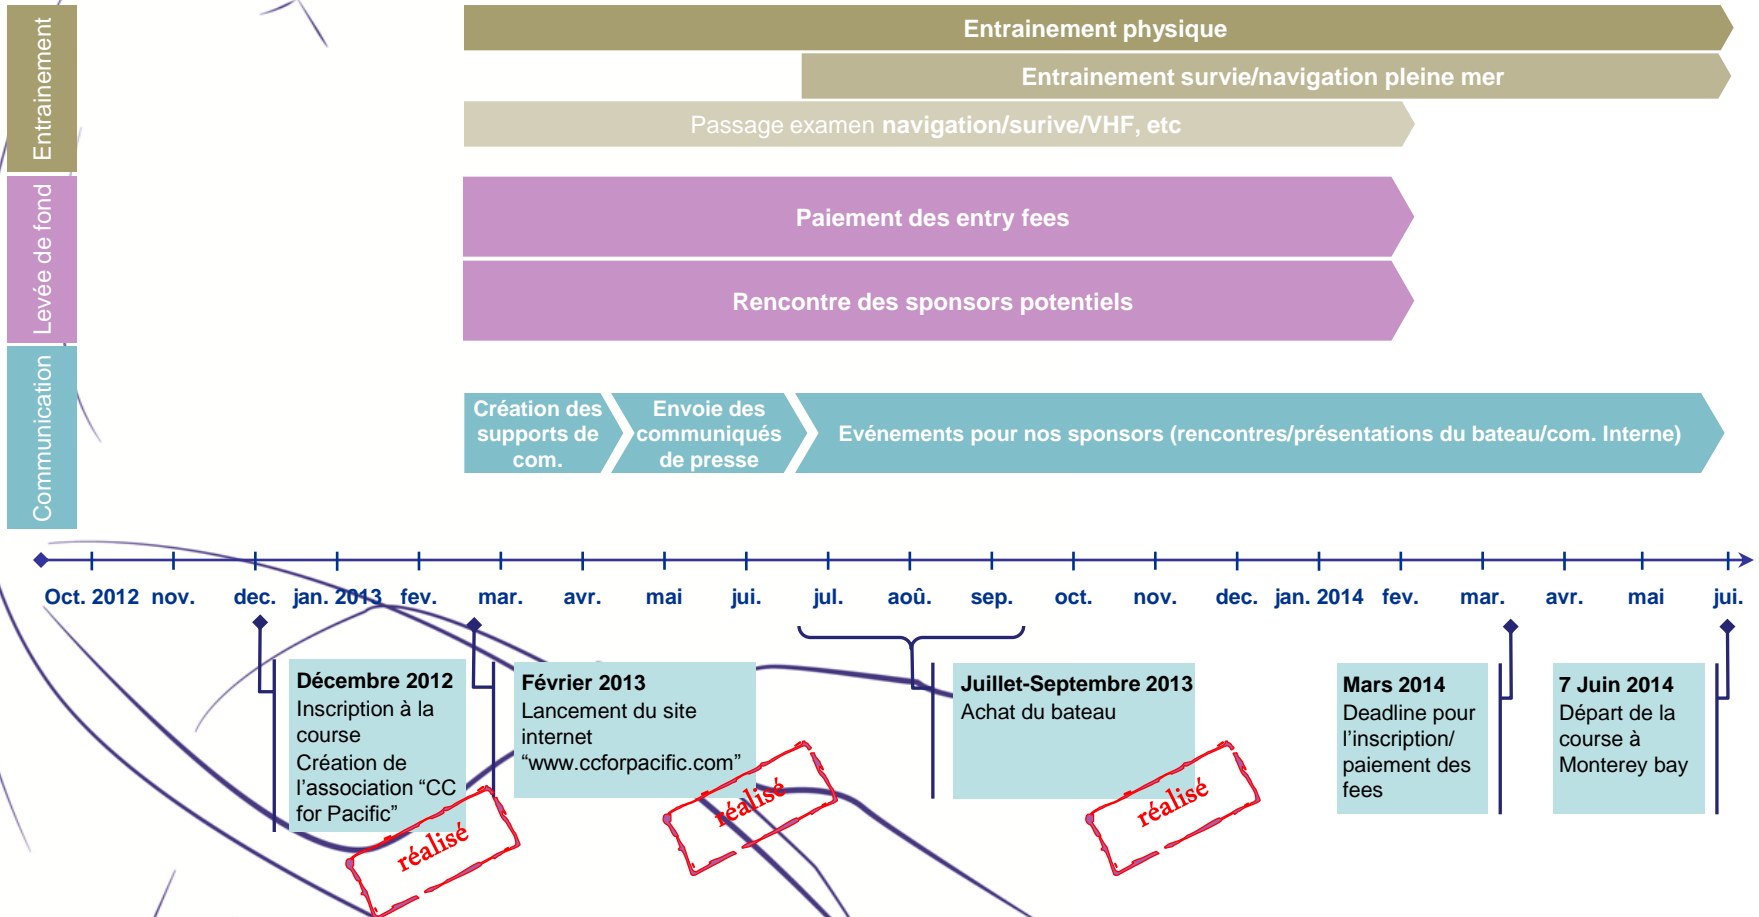 Entrainement
Entrainement physique
Entrainement survie/navigation pleine mer
Passage examen navigation/surive/VHF, etc
Levée de fond
Paiement des entry fees
Rencontre des sponsors potentiels
Communication
Création des
supports de
com.
Envoie des
communiqués
de presse
Evénements pour nos sponsors (rencontres/présentations du bateau/com. Interne)
Oct. 2012 nov. dec. jan. 2013 fev. mar. avr. mai jui. jul. aoû. sep. oct. nov. dec. jan. 2014 fev. mar. avr. mai jui.
Décembre 2012
Inscription à la
course
Création de
l’association “CC
for Pacific”
réalisé
Février 2013
Lancement du site
internet
“www.ccforpacific.com”
réalisé
Juillet-Septembre 2013
Achat du bateau
réalisé
Mars 2014
Deadline pour
l’inscription/
paiement des
fees
7 Juin 2014
Départ de la
course à
Monterey bay